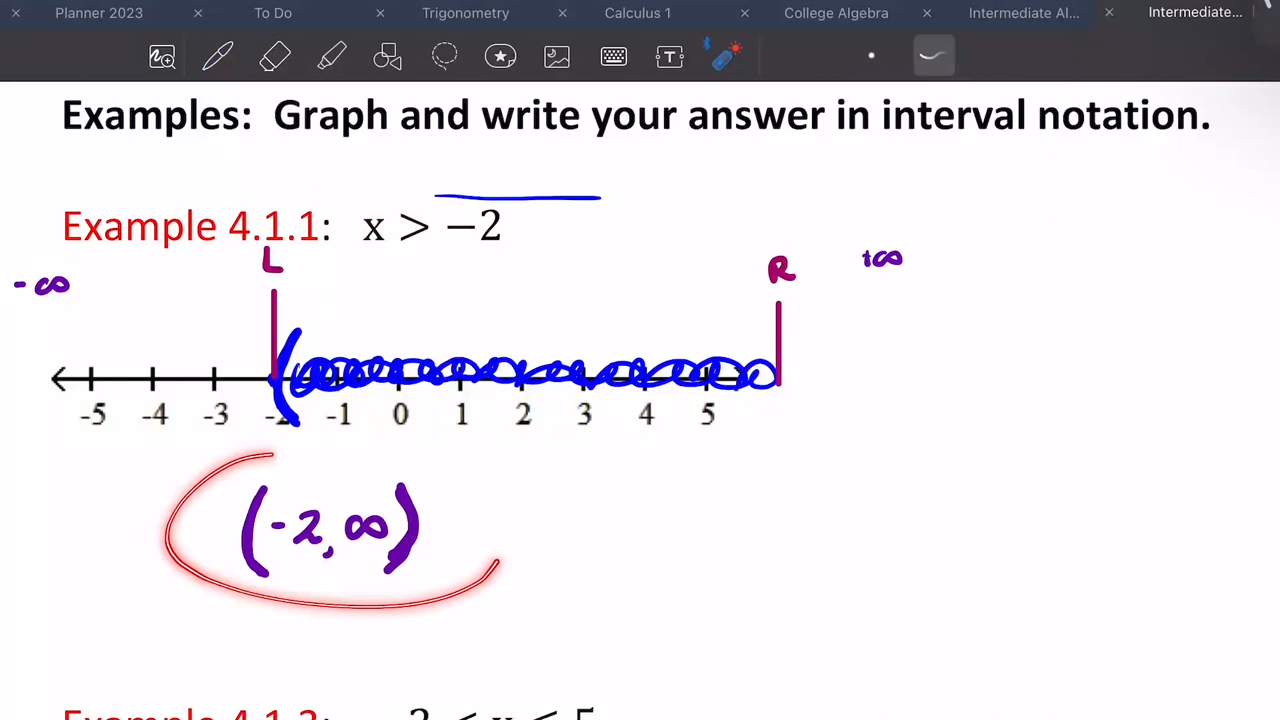 Planner 2023 To Do Trigonometry Calculus 1 College Algebra Intermediate Al... Intermediate...
Examples: Graph and write your answer in interval notation.
Example 4.1.1: x > −2
L
R
-∞
+∞
(
-5 -4 -3 -2 -1 0 1 2 3 4 5
(-2, ∞)